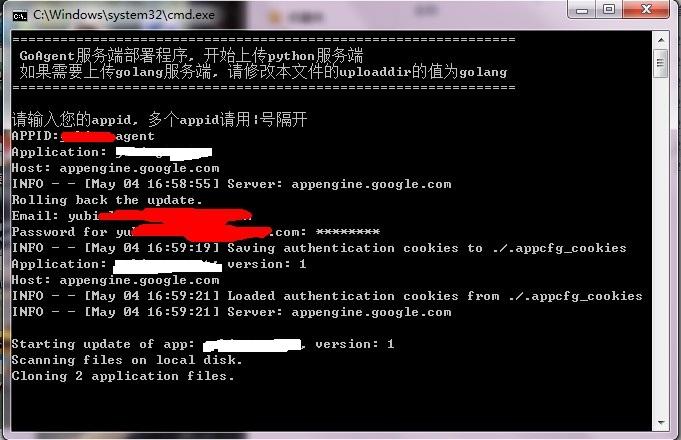 C:\Windows\system32\cmd.exe
===============================================================
GoAgent服务端部署程序, 开始上传python服务端
如果需要上传golang服务端, 请修改本文件的uploaddir的值为golang
===============================================================
请输入您的appid, 多个appid请用|号隔开
APPID: agent
Application:
Host: appengine.google.com
INFO - - [May 04 16:58:55] Server: appengine.google.com
Rolling back the update.
Email: yubi
Password for yu .com: ********
INFO - - [May 04 16:59:19] Saving authentication cookies to ./.appcfg_cookies
Application: , version: 1
Host: appengine.google.com
INFO - - [May 04 16:59:21] Loaded authentication cookies from ./.appcfg_cookies
INFO - - [May 04 16:59:21] Server: appengine.google.com
Starting update of app: , version: 1
Scanning files on local disk.
Cloning 2 application files.